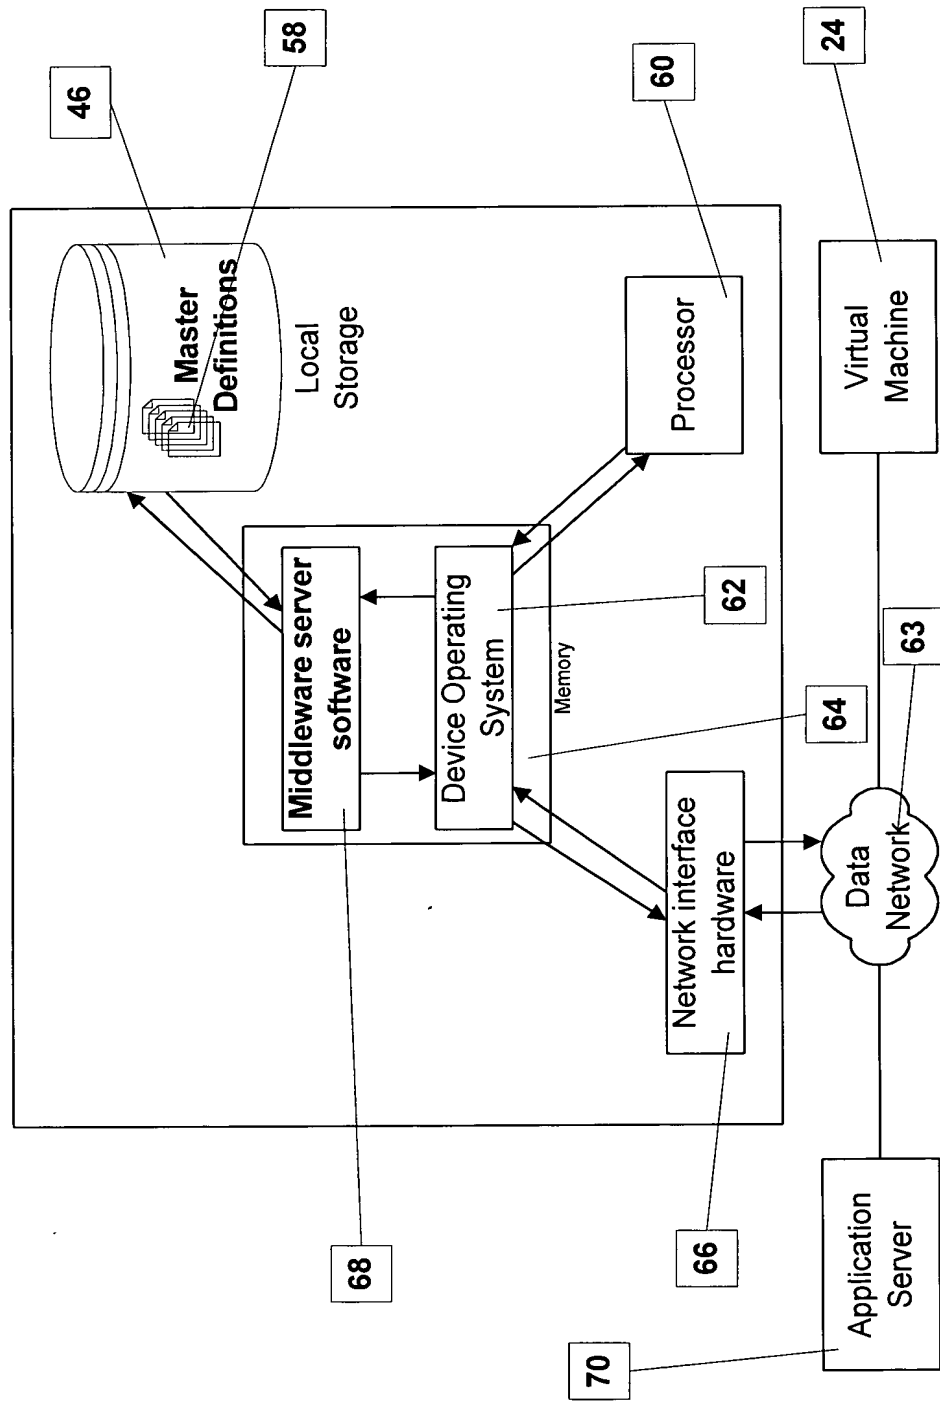 46
58
60
24
Master
Definitions
Local
Storage
Processor
Virtual
Machine
Middleware server
software
Device Operating
System
Memory
62
63
64
Network interface
hardware
Data
Network
68
66
Application
Server
70